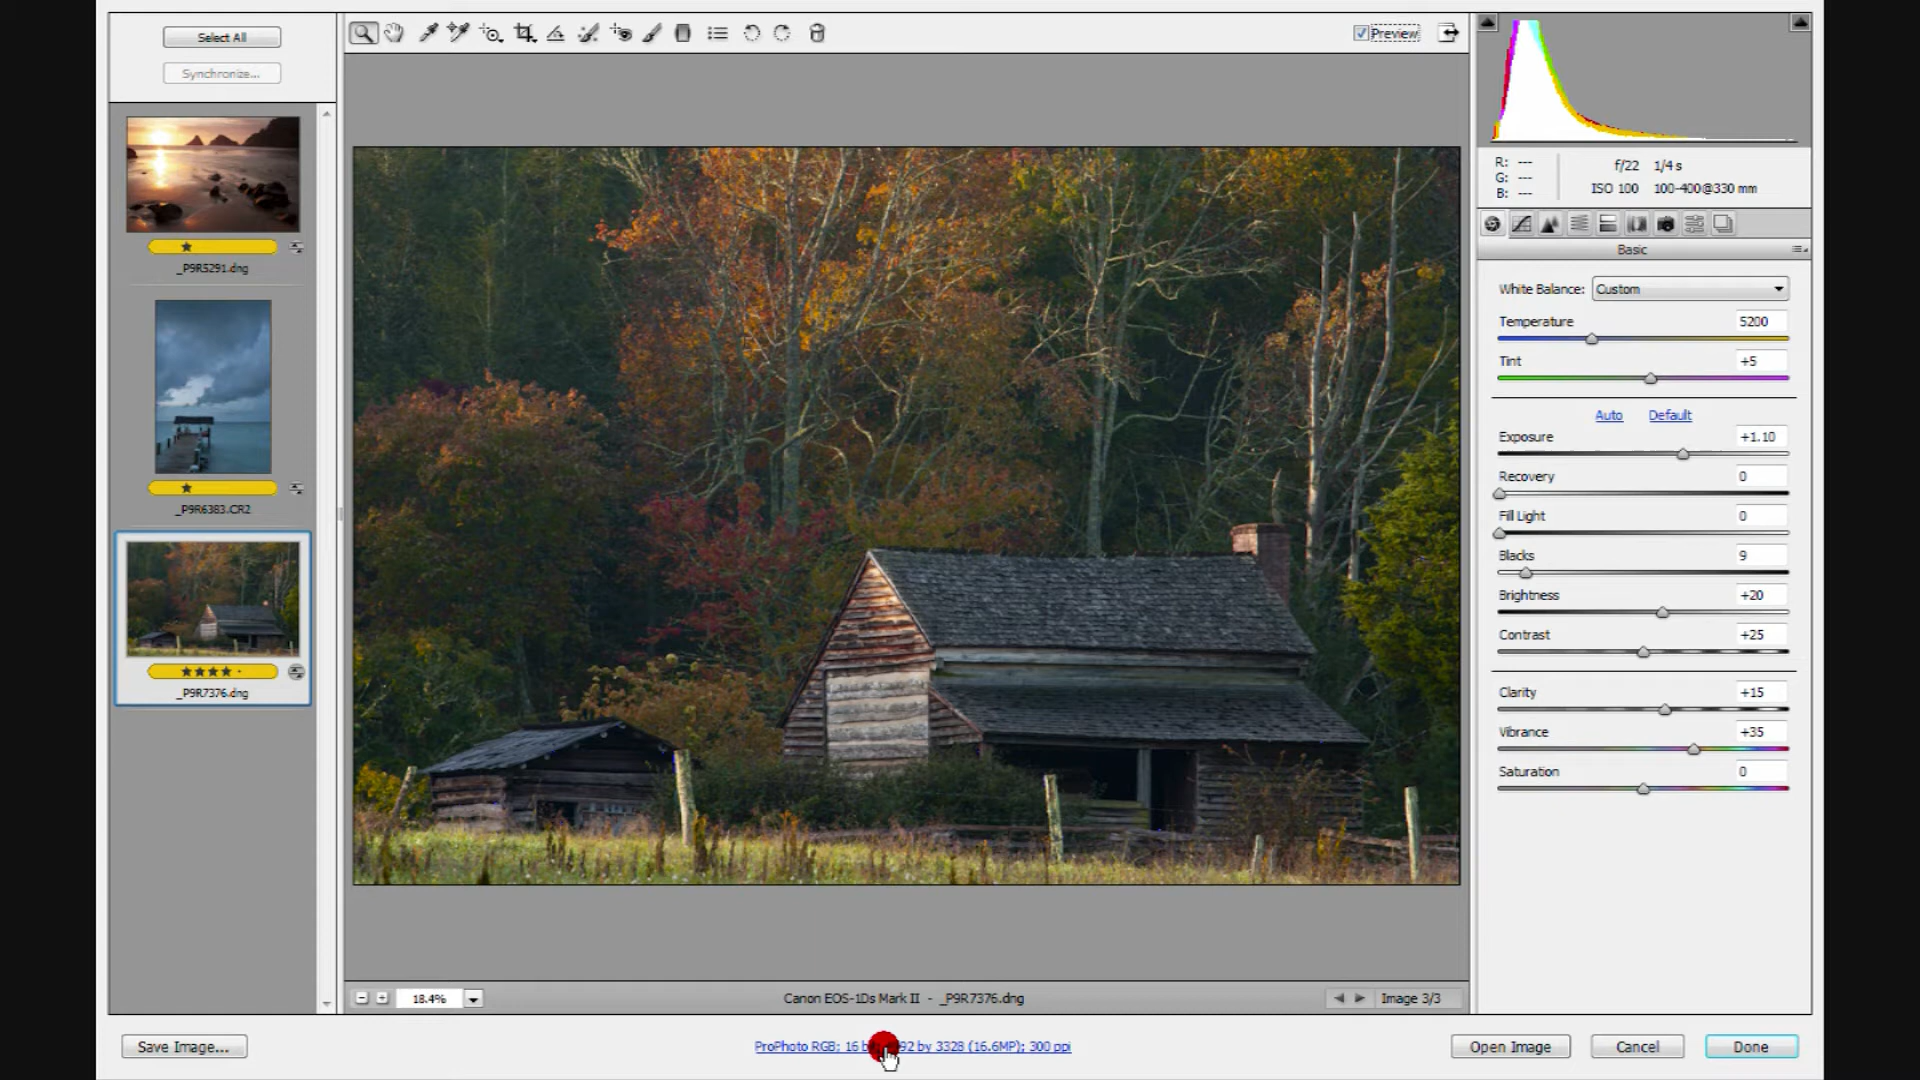 Select All
Synchronize...
Preview
_P9R5291.dng
_P9R6383.CR2
_P9R7376.dng
R: ---
G: ---
B: ---
f/22 1/4 s
ISO 100 100-400@330 mm
Basic
White Balance: Custom
Temperature 5200
Tint +5
Auto Default
Exposure +1.10
Recovery 0
Fill Light 0
Blacks 9
Brightness +20
Contrast +25
Clarity +15
Vibrance +35
Saturation 0
18.4%
Canon EOS-1Ds Mark II - _P9R7376.dng
Image 3/3
Save Image...
ProPhoto RGB; 16 by 3328 (16.6MP); 300 ppi
Open Image
Cancel
Done